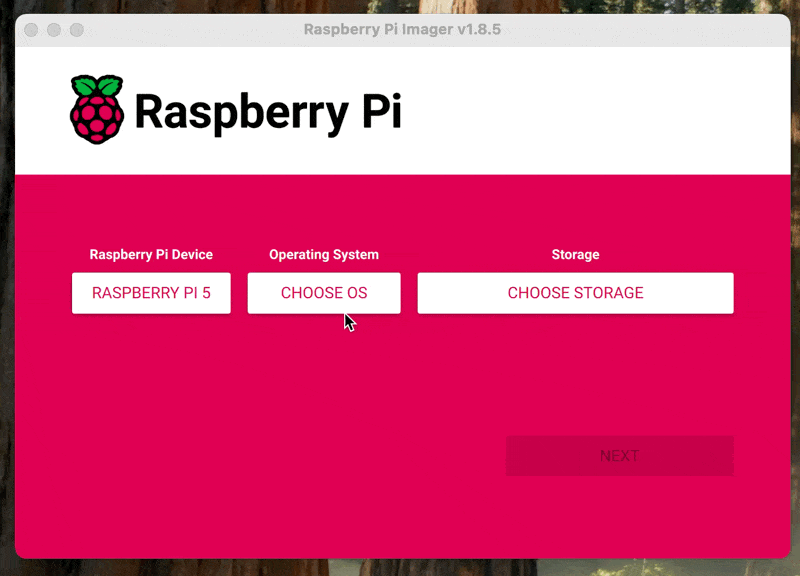 Raspberry Pi Imager v1.8.5
Raspberry Pi
Raspberry Pi Device
Operating System
Storage
RASPBERRY PI 5
CHOOSE OS
CHOOSE STORAGE
NEXT